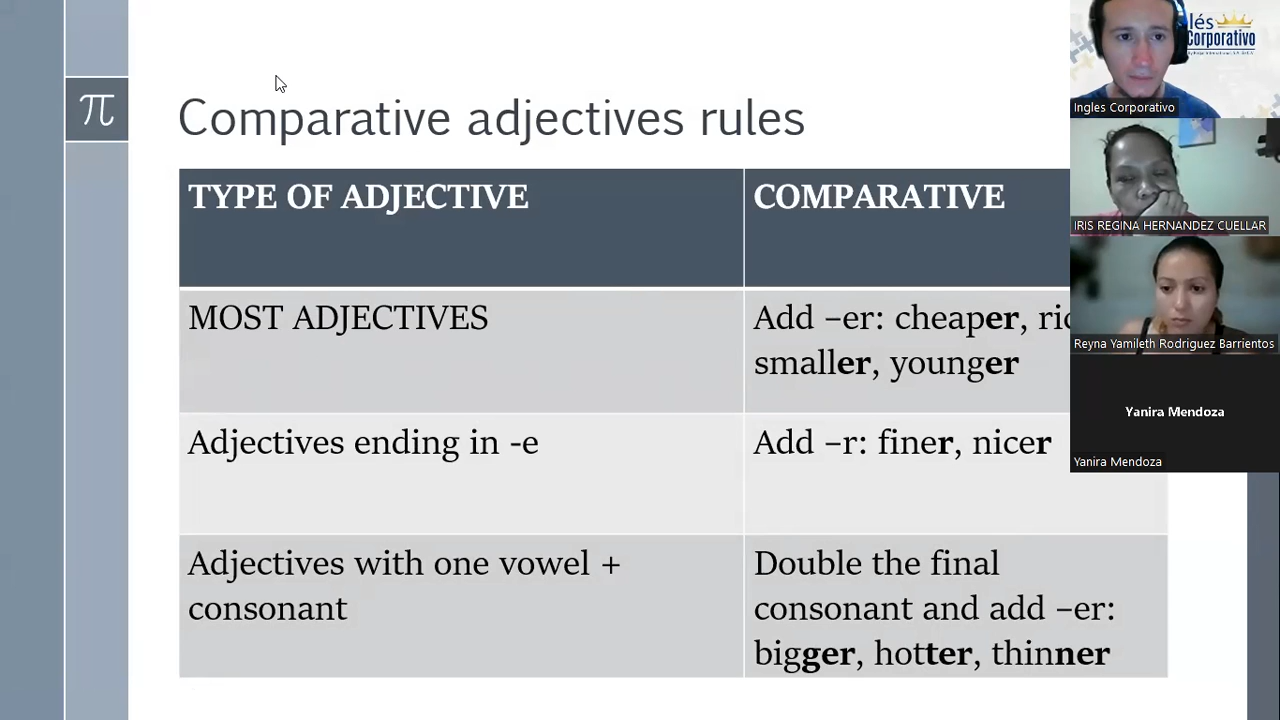 π
Comparative adjectives rules
TYPE OF ADJECTIVE
COMPARATIVE
MOST ADJECTIVES
Add –er: cheaper,
smaller, younger
Adjectives ending in -e
Add –r: finer, nicer
Adjectives with one vowel +
consonant
Double the final
consonant and add –er:
bigger, hotter, thinner
lés
Corporativo
Ingles Corporativo
IRIS REGINA HERNANDEZ CUELLAR
Reyna Yamileth Rodriguez Barrientos
Yanira Mendoza
Yanira Mendoza